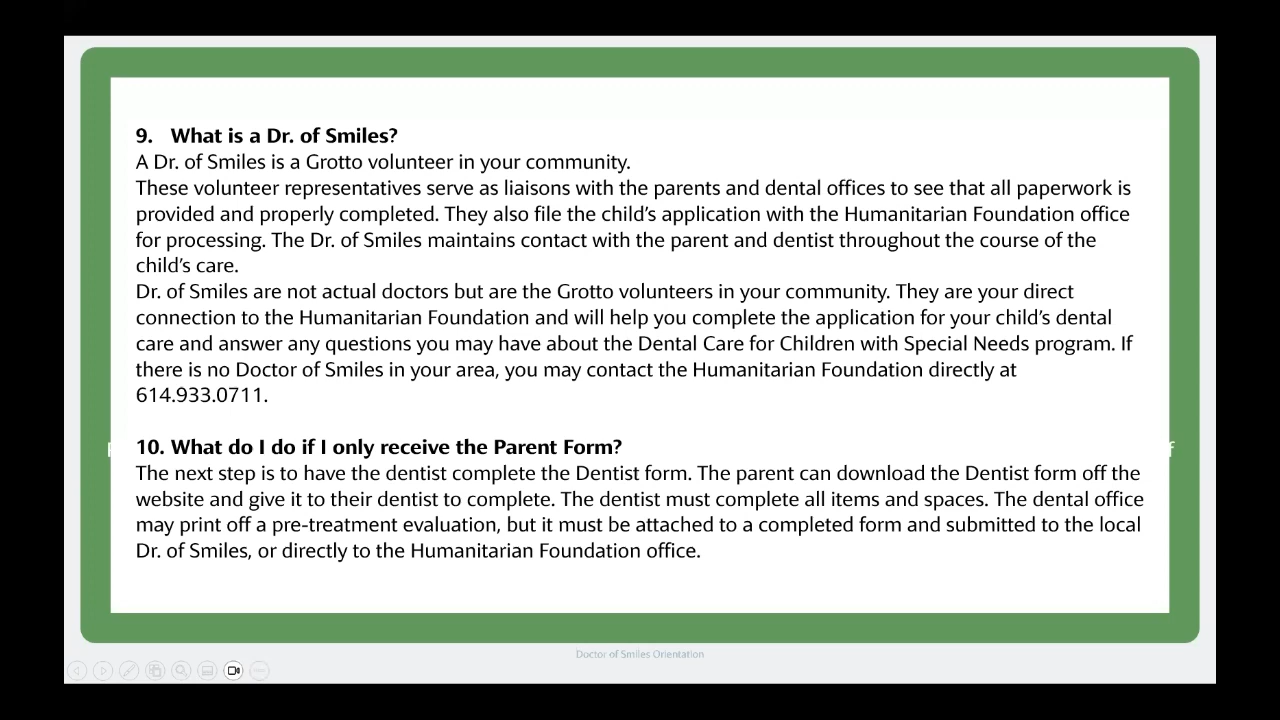 9. What is a Dr. of Smiles?
A Dr. of Smiles is a Grotto volunteer in your community.
These volunteer representatives serve as liaisons with the parents and dental offices to see that all paperwork is
provided and properly completed. They also file the child's application with the Humanitarian Foundation office
for processing. The Dr. of Smiles maintains contact with the parent and dentist throughout the course of the
child's care.
Dr. of Smiles are not actual doctors but are the Grotto volunteers in your community. They are your direct
connection to the Humanitarian Foundation and will help you complete the application for your child's dental
care and answer any questions you may have about the Dental Care for Children with Special Needs program. If
there is no Doctor of Smiles in your area, you may contact the Humanitarian Foundation directly at
614.933.0711.
10. What do I do if I only receive the Parent Form?
The next step is to have the dentist complete the Dentist form. The parent can download the Dentist form off the
website and give it to their dentist to complete. The dentist must complete all items and spaces. The dental office
may print off a pre-treatment evaluation, but it must be attached to a completed form and submitted to the local
Dr. of Smiles, or directly to the Humanitarian Foundation office.
Doctor of Smiles Orientation